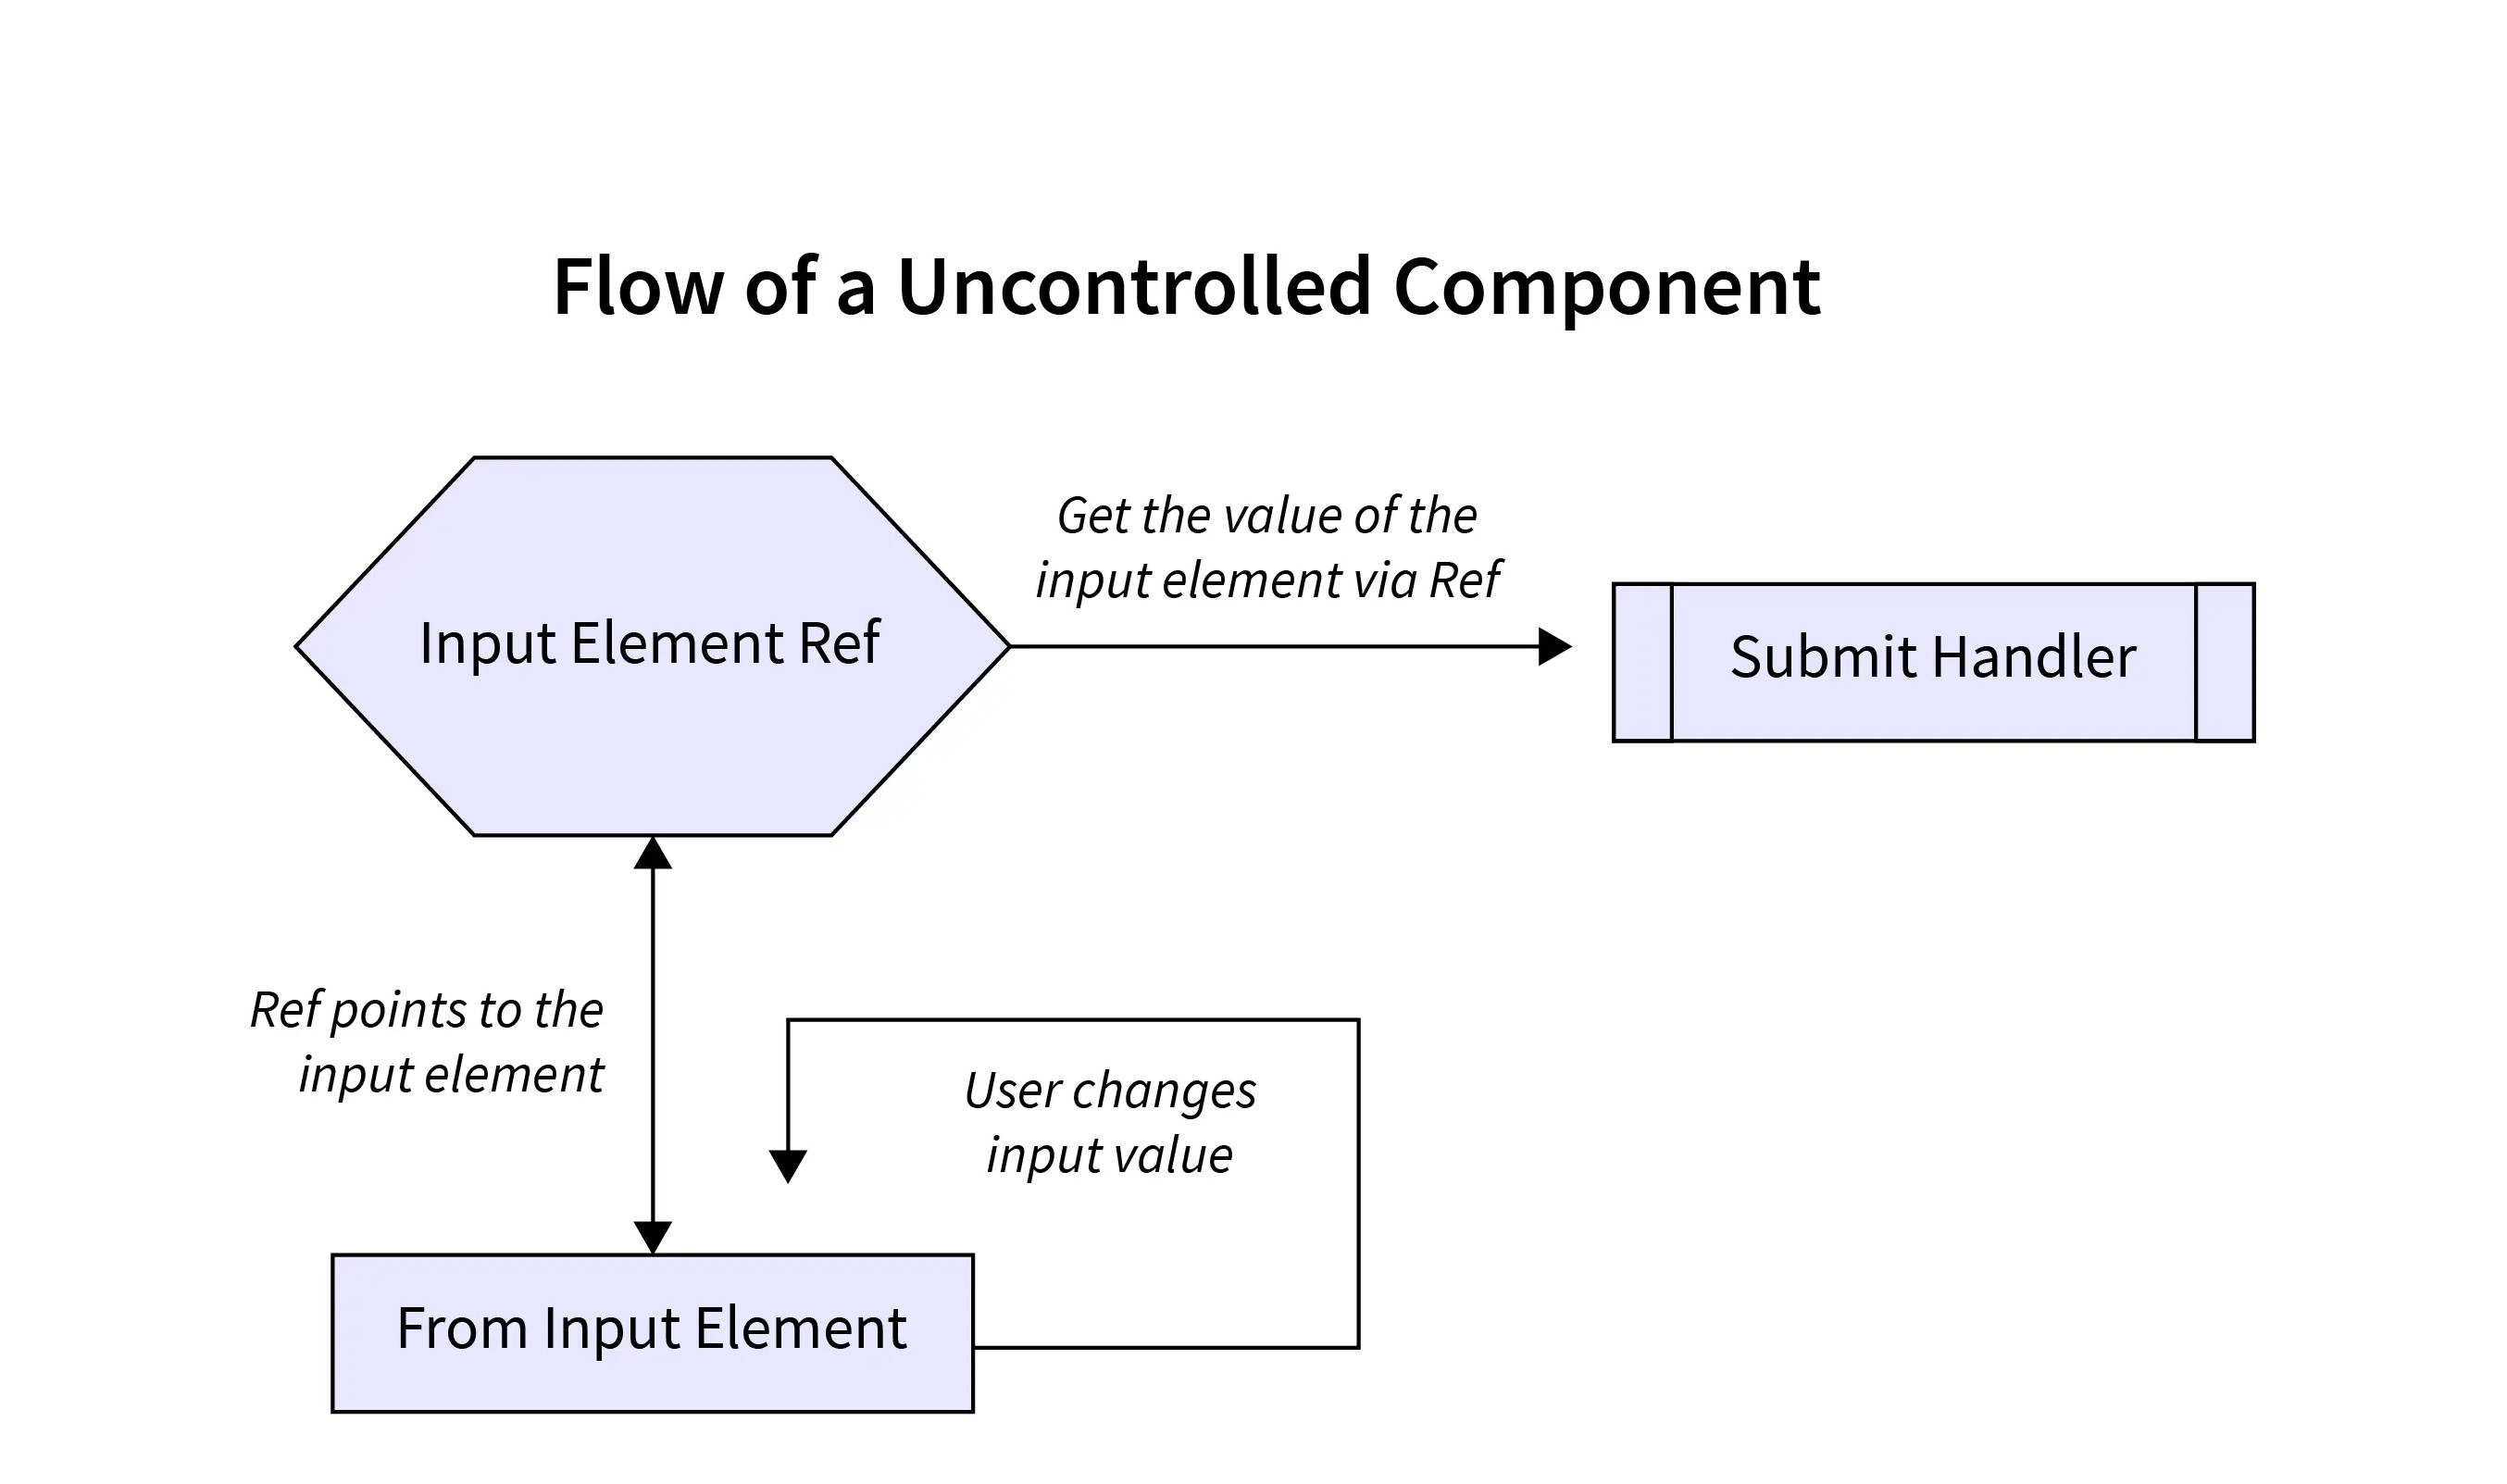 Flow of a Uncontrolled Component
Get the value of the
input element via Ref
Input Element Ref
Submit Handler
Ref points to the
input element
User changes
input value
From Input Element